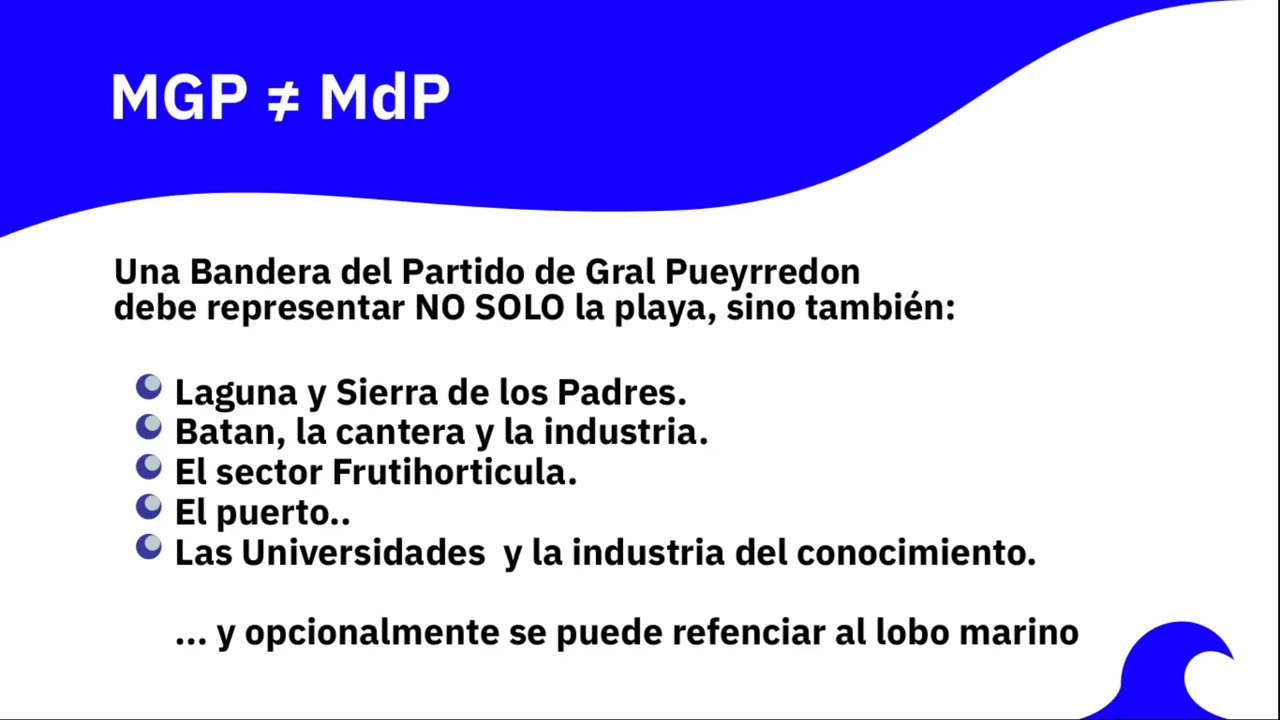 MGP ≠ MdP
Una Bandera del Partido de Gral Pueyrredon
debe representar NO SOLO la playa, sino también:
Laguna y Sierra de los Padres.
Batan, la cantera y la industria.
El sector Frutihorticula.
El puerto..
Las Universidades  y la industria del conocimiento.
... y opcionalmente se puede refenciar al lobo marino